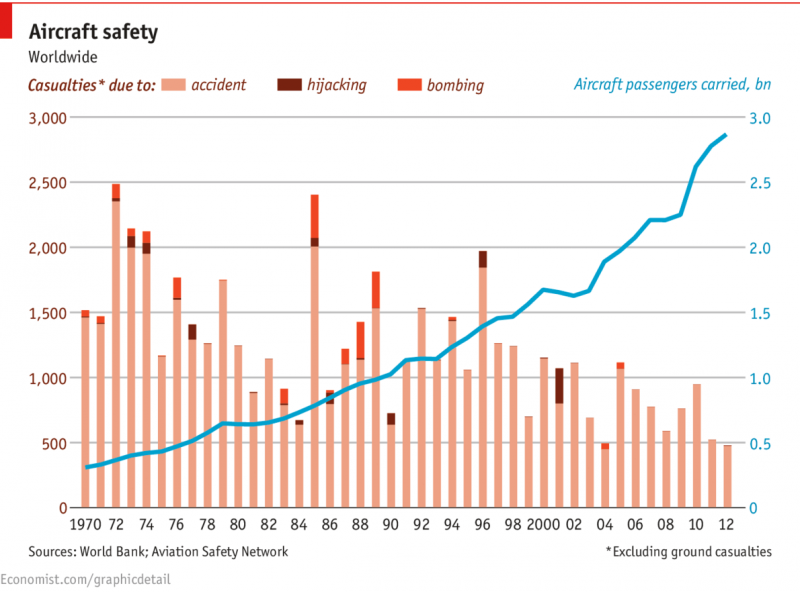 Aircraft safety
Worldwide
Casualties* due to: accident hijacking bombing
Aircraft passengers carried, bn
3,000 3.0
2,500 2.5
2,000 2.0
1,500 1.5
1,000 1.0
500 0.5
0 0
1970 72 74 76 78 80 82 84 86 88 90 92 94 96 98 2000 02 04 06 08 10 12
Sources: World Bank; Aviation Safety Network
*Excluding ground casualties
Economist.com/graphicdetail